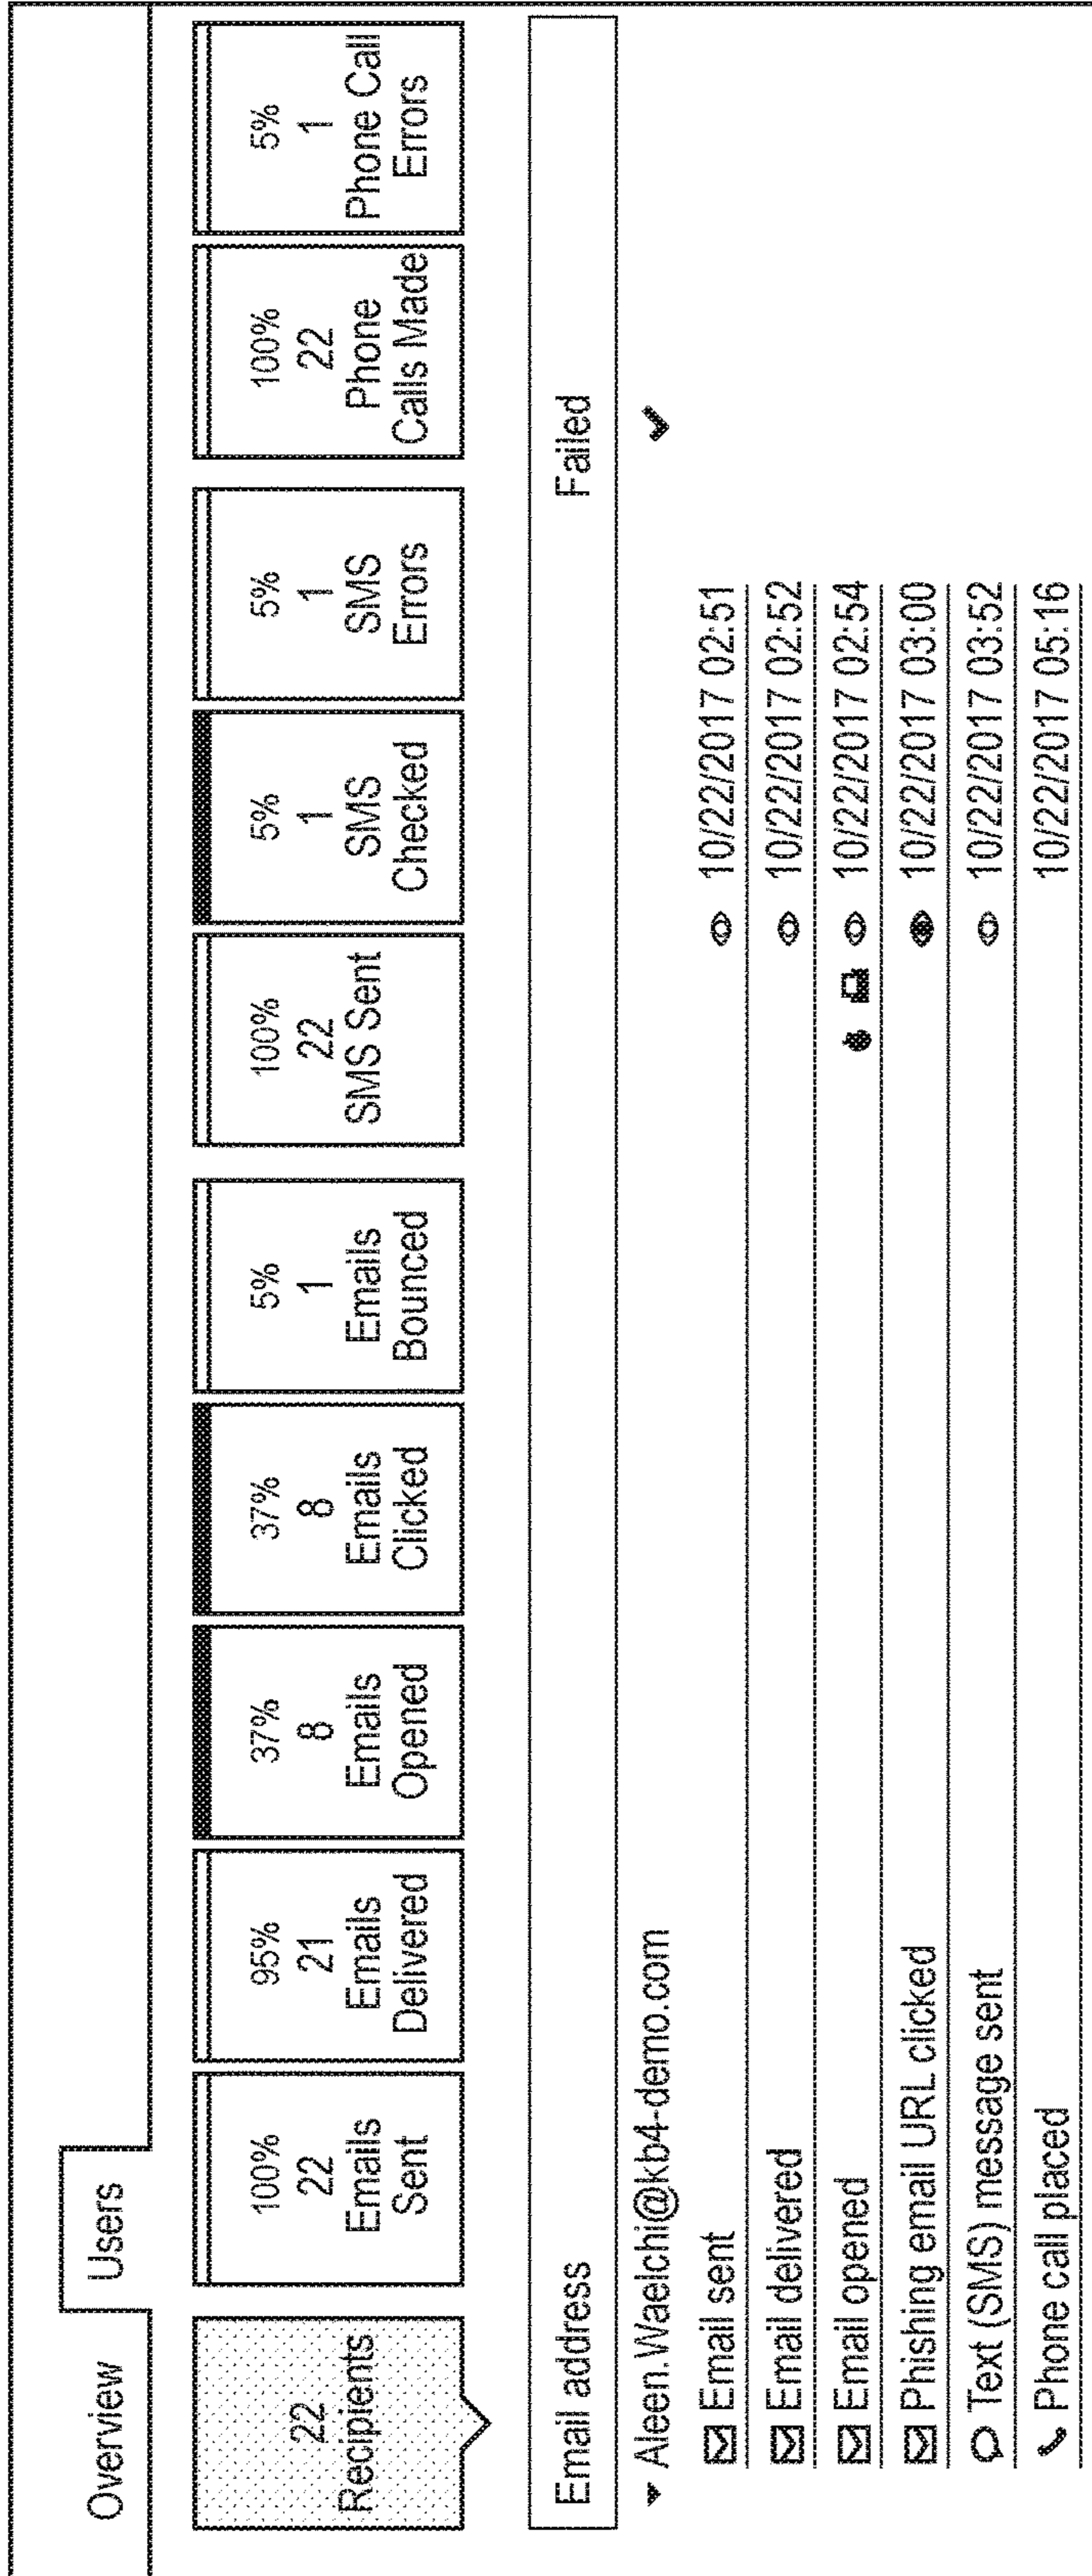 Overview
Users
22
Recipients
100%
22
Emails
Sent
95%
21
Emails
Delivered
37%
8
Emails
Opened
37%
8
Emails
Clicked
5%
1
Emails
Bounced
100%
22
SMS Sent
5%
1
SMS
Checked
5%
1
SMS
Errors
100%
22
Phone
Calls Made
5%
1
Phone Call
Errors
Email address Failed
Aleen.Waelchi@kb4-demo.com
Email sent 10/22/2017 02:51
Email delivered 10/22/2017 02:52
Email opened 10/22/2017 02:54
Phishing email URL clicked 10/22/2017 03:00
Text (SMS) message sent 10/22/2017 03:52
Phone call placed 10/22/2017 05:16